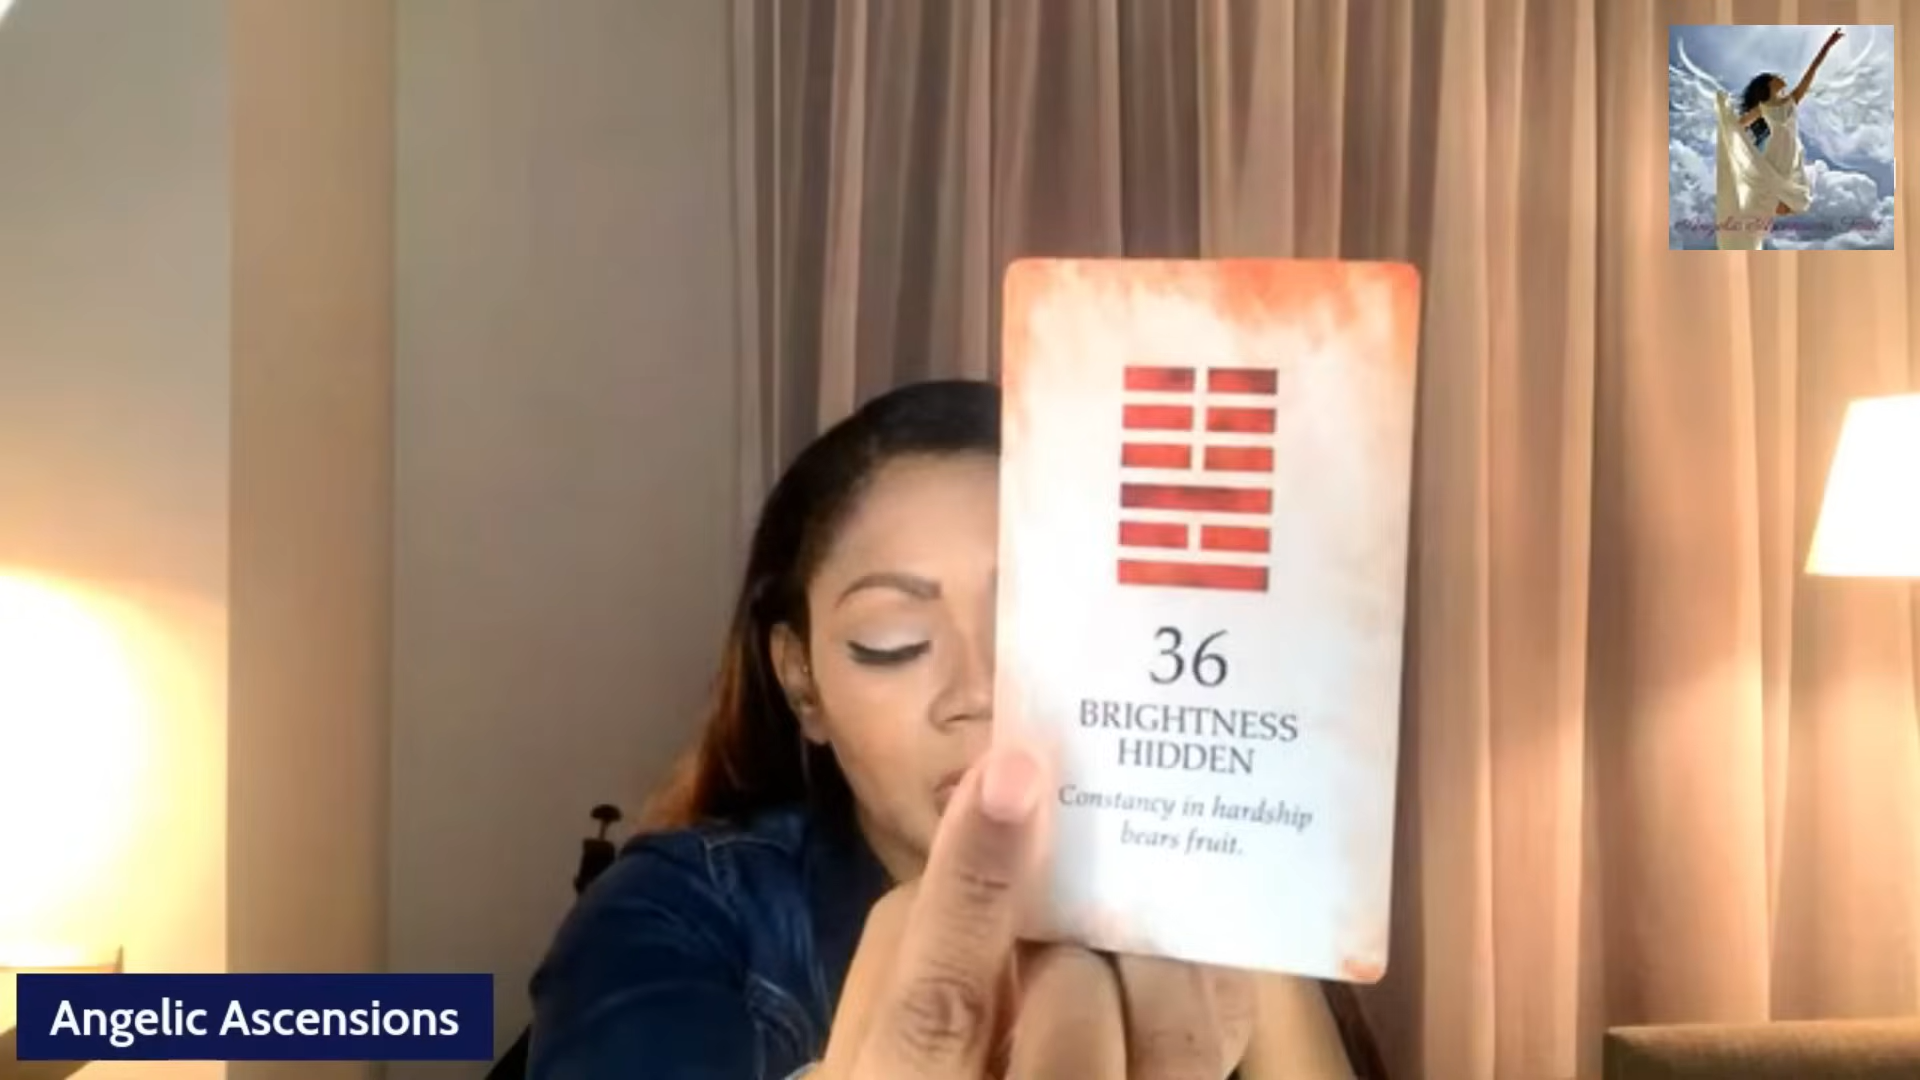 36
BRIGHTNESS
HIDDEN
Constancy in hardship
bears fruit.
Angelic Ascensions